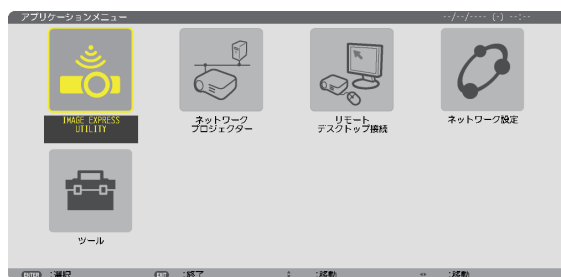 アプリケーションメニュー
--/--/---- (-) --:--
IMAGE EXPRESS
UTILITY
ネットワーク
プロジェクター
リモート
デスクトップ接続
ネットワーク設定
ツール
ENTER :選択 EXIT :終了 :移動 :移動